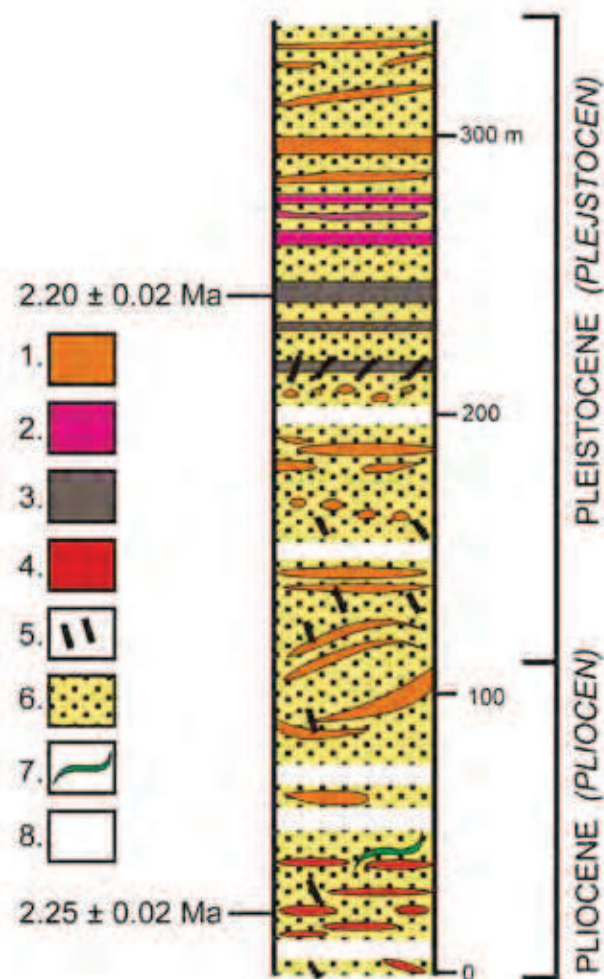 300 m
2.20 ± 0.02 Ma
1.
2.
200
3.
4.
5.
6.
100
7.
8.
2.25 ± 0.02 Ma
0
PLEISTOCENE (PLEJSTOCEN)
PLIOCENE (PLIOCEN)